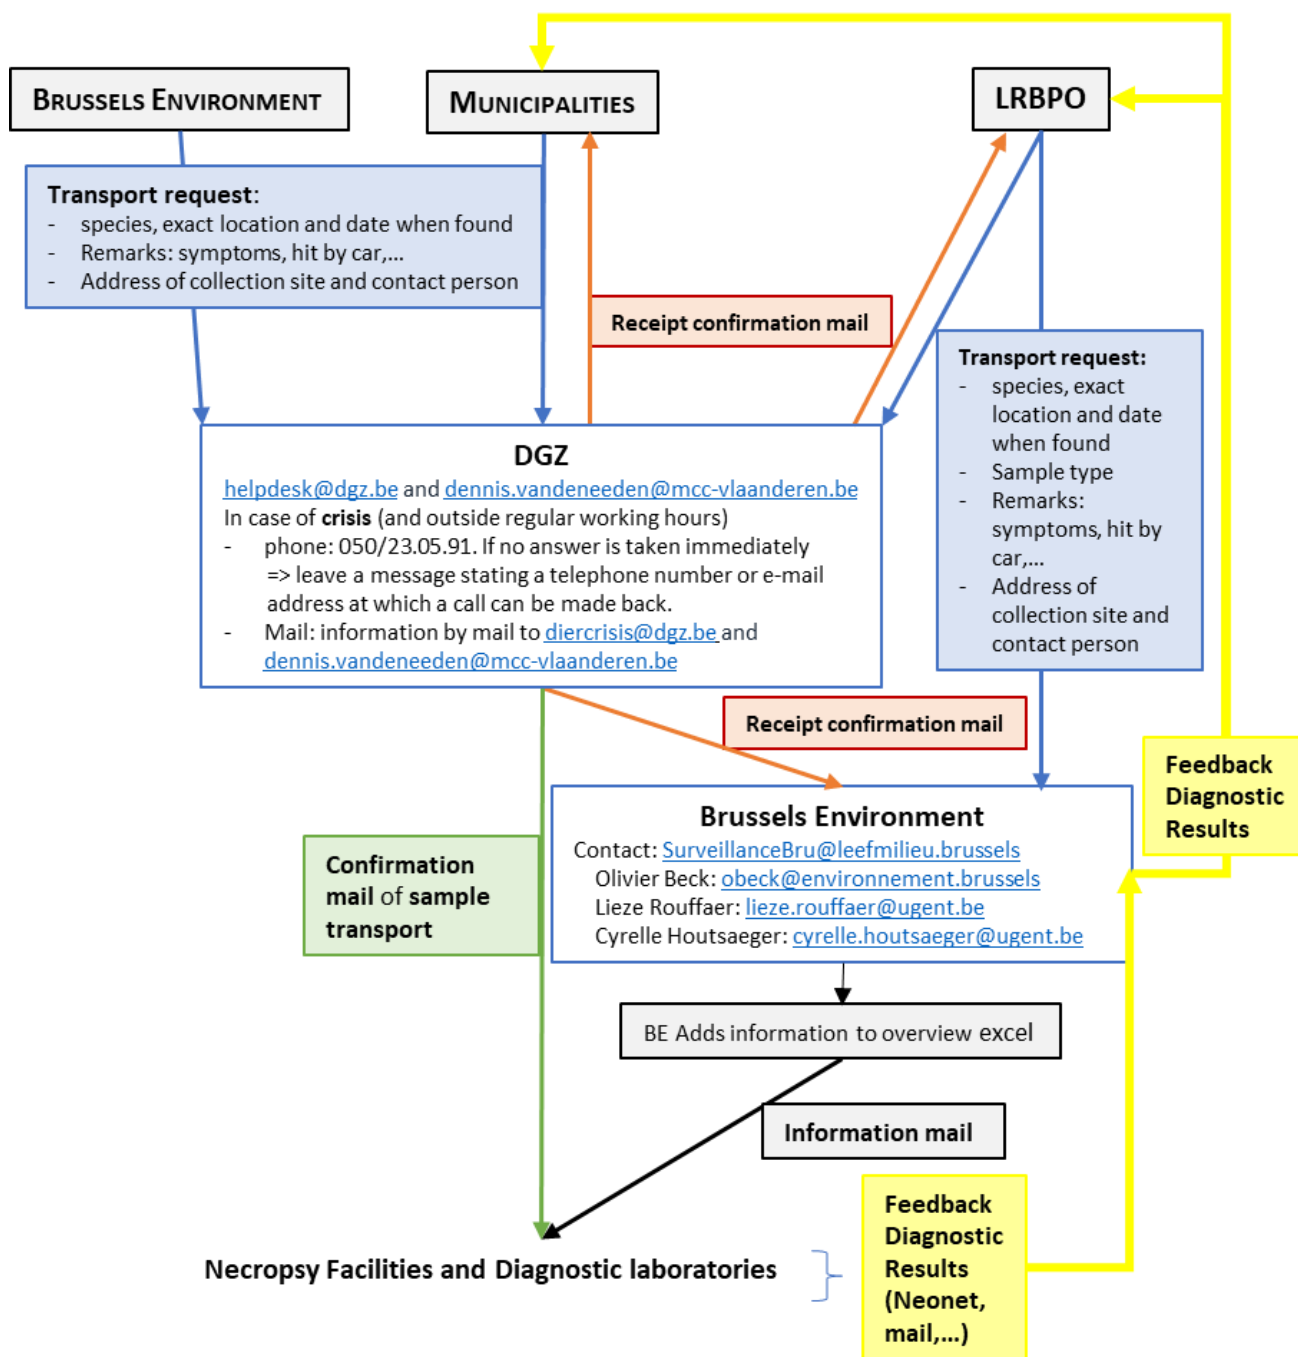 BRUSSELS ENVIRONMENT
MUNICIPALITIES
LRBPO
Transport request:
- species, exact location and date when found
- Remarks: symptoms, hit by car,...
- Address of collection site and contact person
Receipt confirmation mail
Transport request:
- species, exact
location and date
when found
- Sample type
- Remarks:
symptoms, hit by
car,...
- Address of
collection site and
contact person
DGZ
helpdesk@dgz.be and dennis.vandeneeden@mcc-vlaanderen.be
In case of crisis (and outside regular working hours)
- phone: 050/23.05.91. If no answer is taken immediately
=> leave a message stating a telephone number or e-mail
address at which a call can be made back.
- Mail: information by mail to diercrisis@dgz.be and
dennis.vandeneeden@mcc-vlaanderen.be
Receipt confirmation mail
Feedback
Diagnostic
Results
Brussels Environment
Contact: SurveillanceBru@leefmilieu.brussels
Olivier Beck: obeck@environnement.brussels
Lieze Rouffaer: lieze.rouffaer@ugent.be
Cyrelle Houtsaeger: cyrelle.houtsaeger@ugent.be
Confirmation
mail of sample
transport
BE Adds information to overview excel
Information mail
Necropsy Facilities and Diagnostic laboratories
Feedback
Diagnostic
Results
(Neonet,
mail,...)